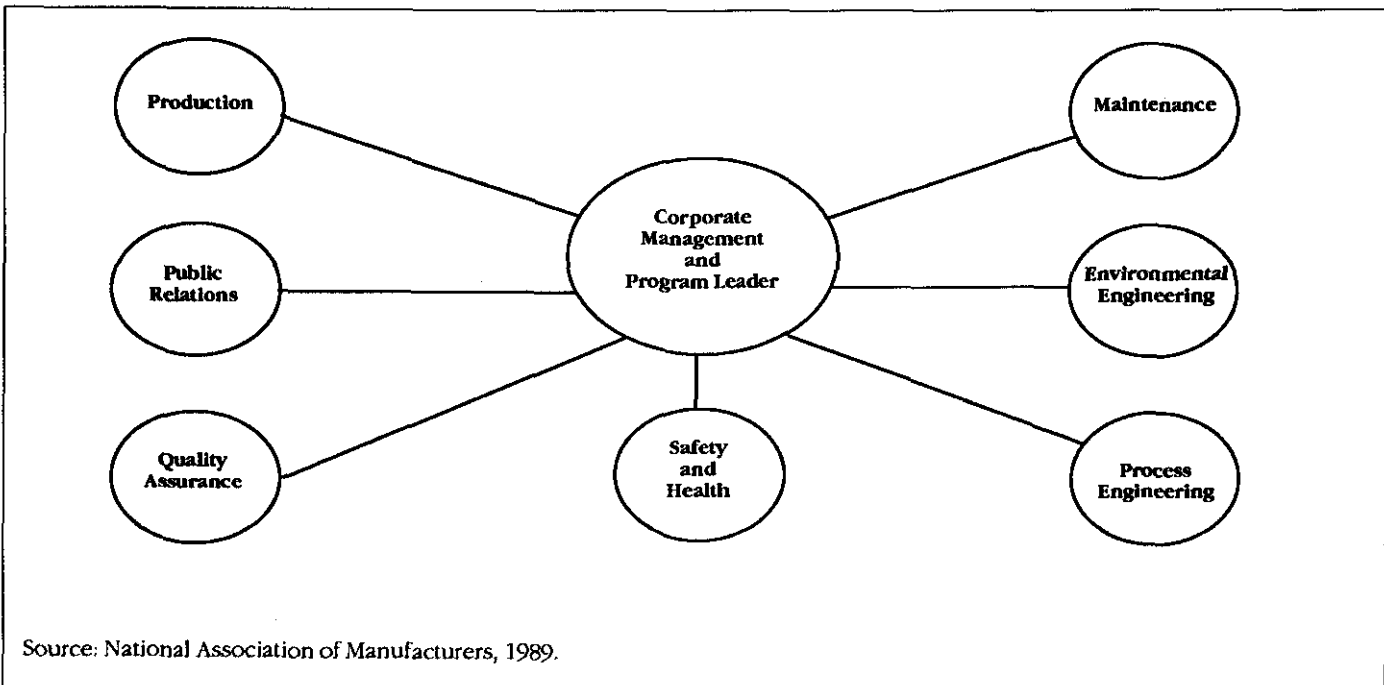 Production
Maintenance
Corporate
Management
and
Program Leader
Public
Relations
Environmental
Engineering
Quality
Assurance
Safety
and
Health
Process
Engineering
Source: National Association of Manufacturers, 1989.